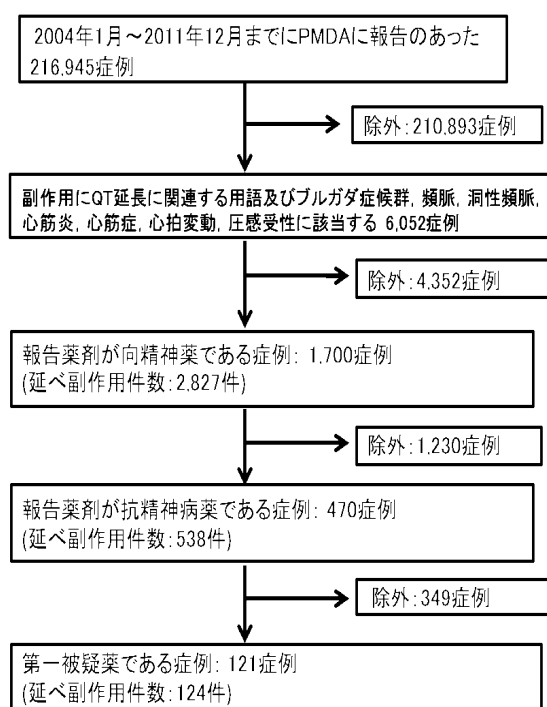 2004年1月～2011年12月までにPMDAに報告のあった
216,945症例
除外：210,893症例
副作用にQT延長に関連する用語及びブルガダ症候群，頻脈，洞性頻脈，
心筋炎，心筋症，心拍変動，圧感受性に該当する 6,052症例
除外：4,352症例
報告薬剤が向精神薬である症例： 1,700症例
(延べ副作用件数：2,827件)
除外：1,230症例
報告薬剤が抗精神病薬である症例： 470症例
(延べ副作用件数：538件)
除外：349症例
第一被疑薬である症例：121症例
(延べ副作用件数：124件)